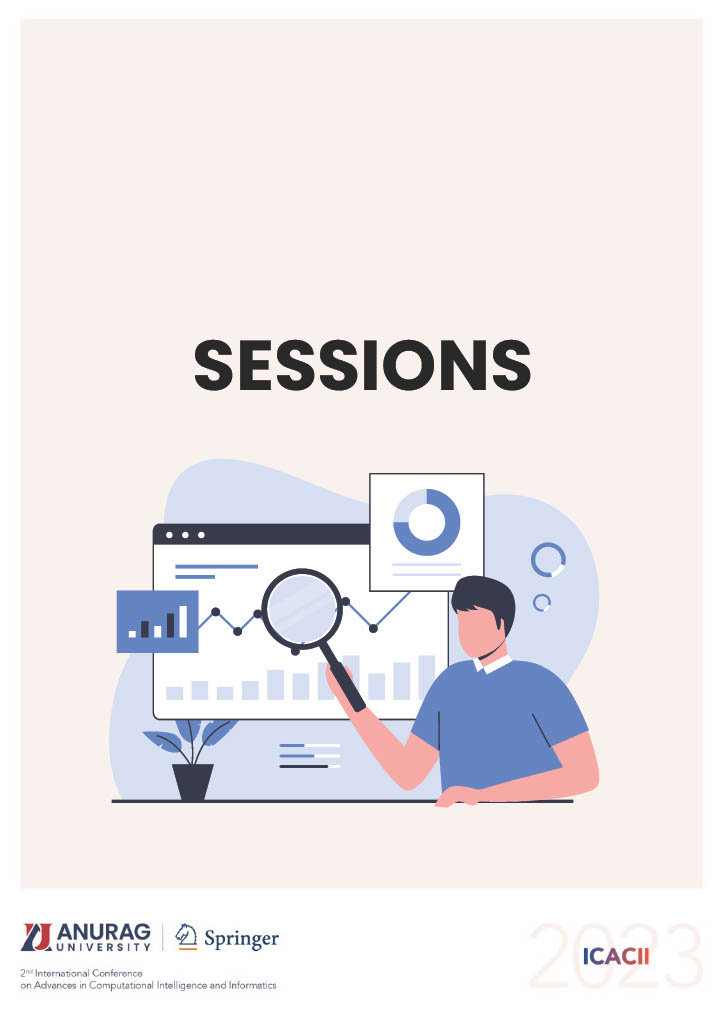 SESSIONS
ANURAG
UNIVERSITY
Springer
2nd International Conference
on Advances in Computational Intelligence and Informatics
2023
ICACII